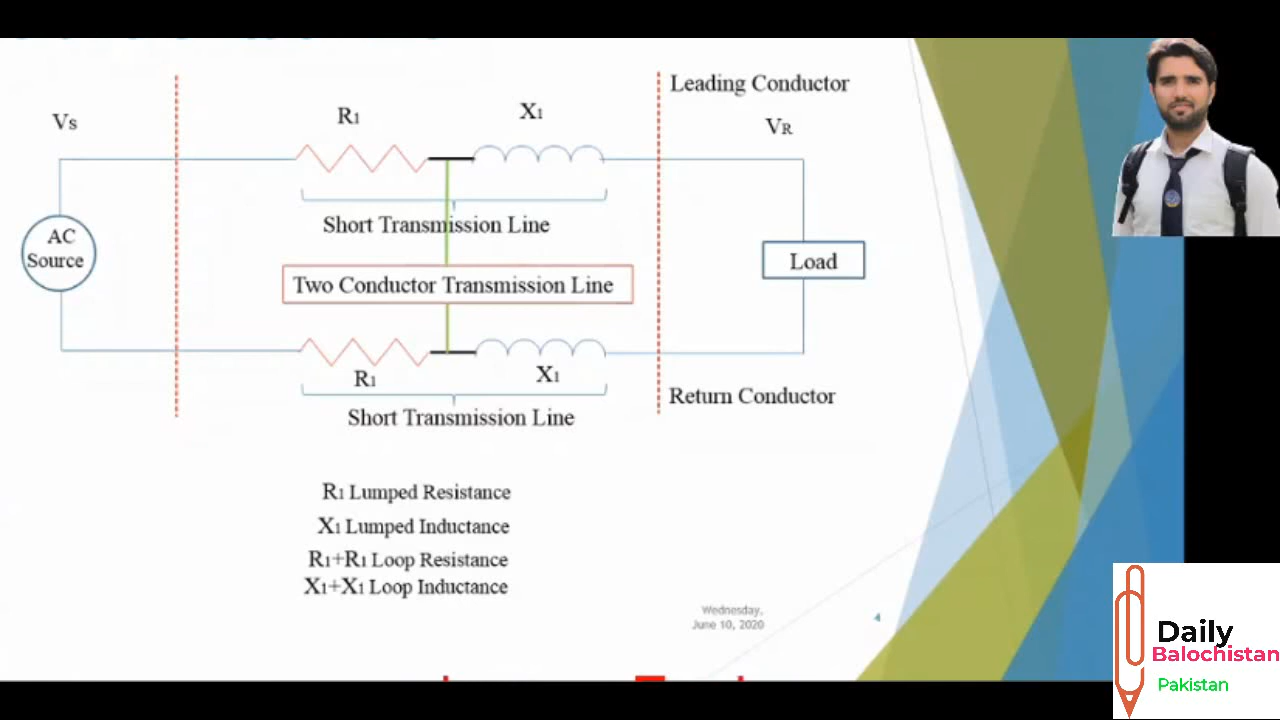 Leading Conductor
Vs
R1
X1
VR
Short Transmission Line
AC
Source
Two Conductor Transmission Line
Load
R1
X1
Short Transmission Line
Return Conductor
R1 Lumped Resistance
X1 Lumped Inductance
R1+R1 Loop Resistance
X1+X1 Loop Inductance
Wednesday,
June 10, 2020
4
Daily
Balochistan
Pakistan